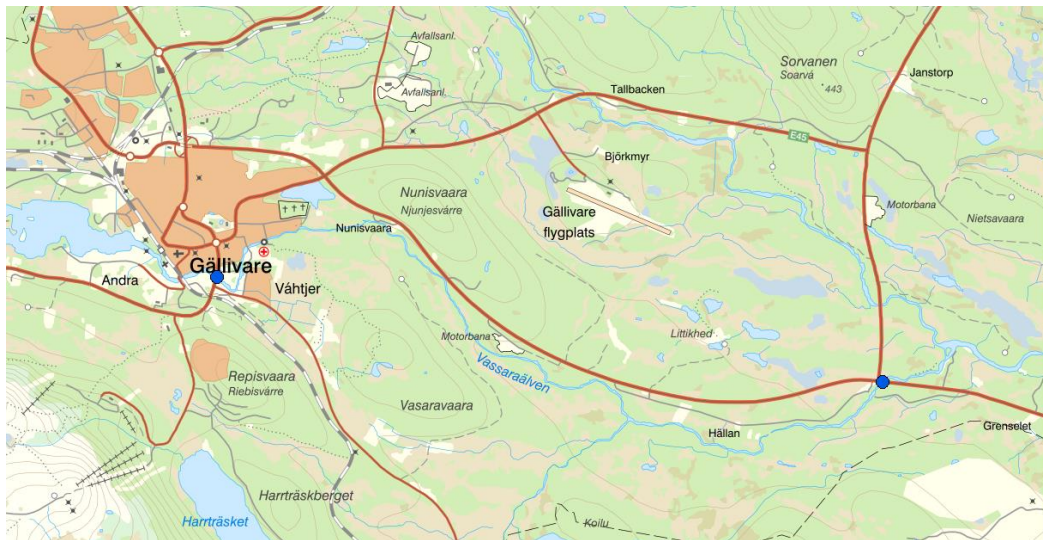 Avfallsanl.
Avfallsanl.
Sorvanen
Soarvá
443
Janstorp
Tallbacken
E45
Björkmyr
Nunisvaara
Njunjesvárre
Motorbana
Nietsavaara
Gällivare
flygplats
Nunisvaara
Gällivare
Andra
Váhtjer
Motorbana
Littikhed
Vassaraälven
Repisvaara
Riebisvárre
Vasaravaara
Hällan
Grenselet
Harrträskberget
Harrträsket
Koilu